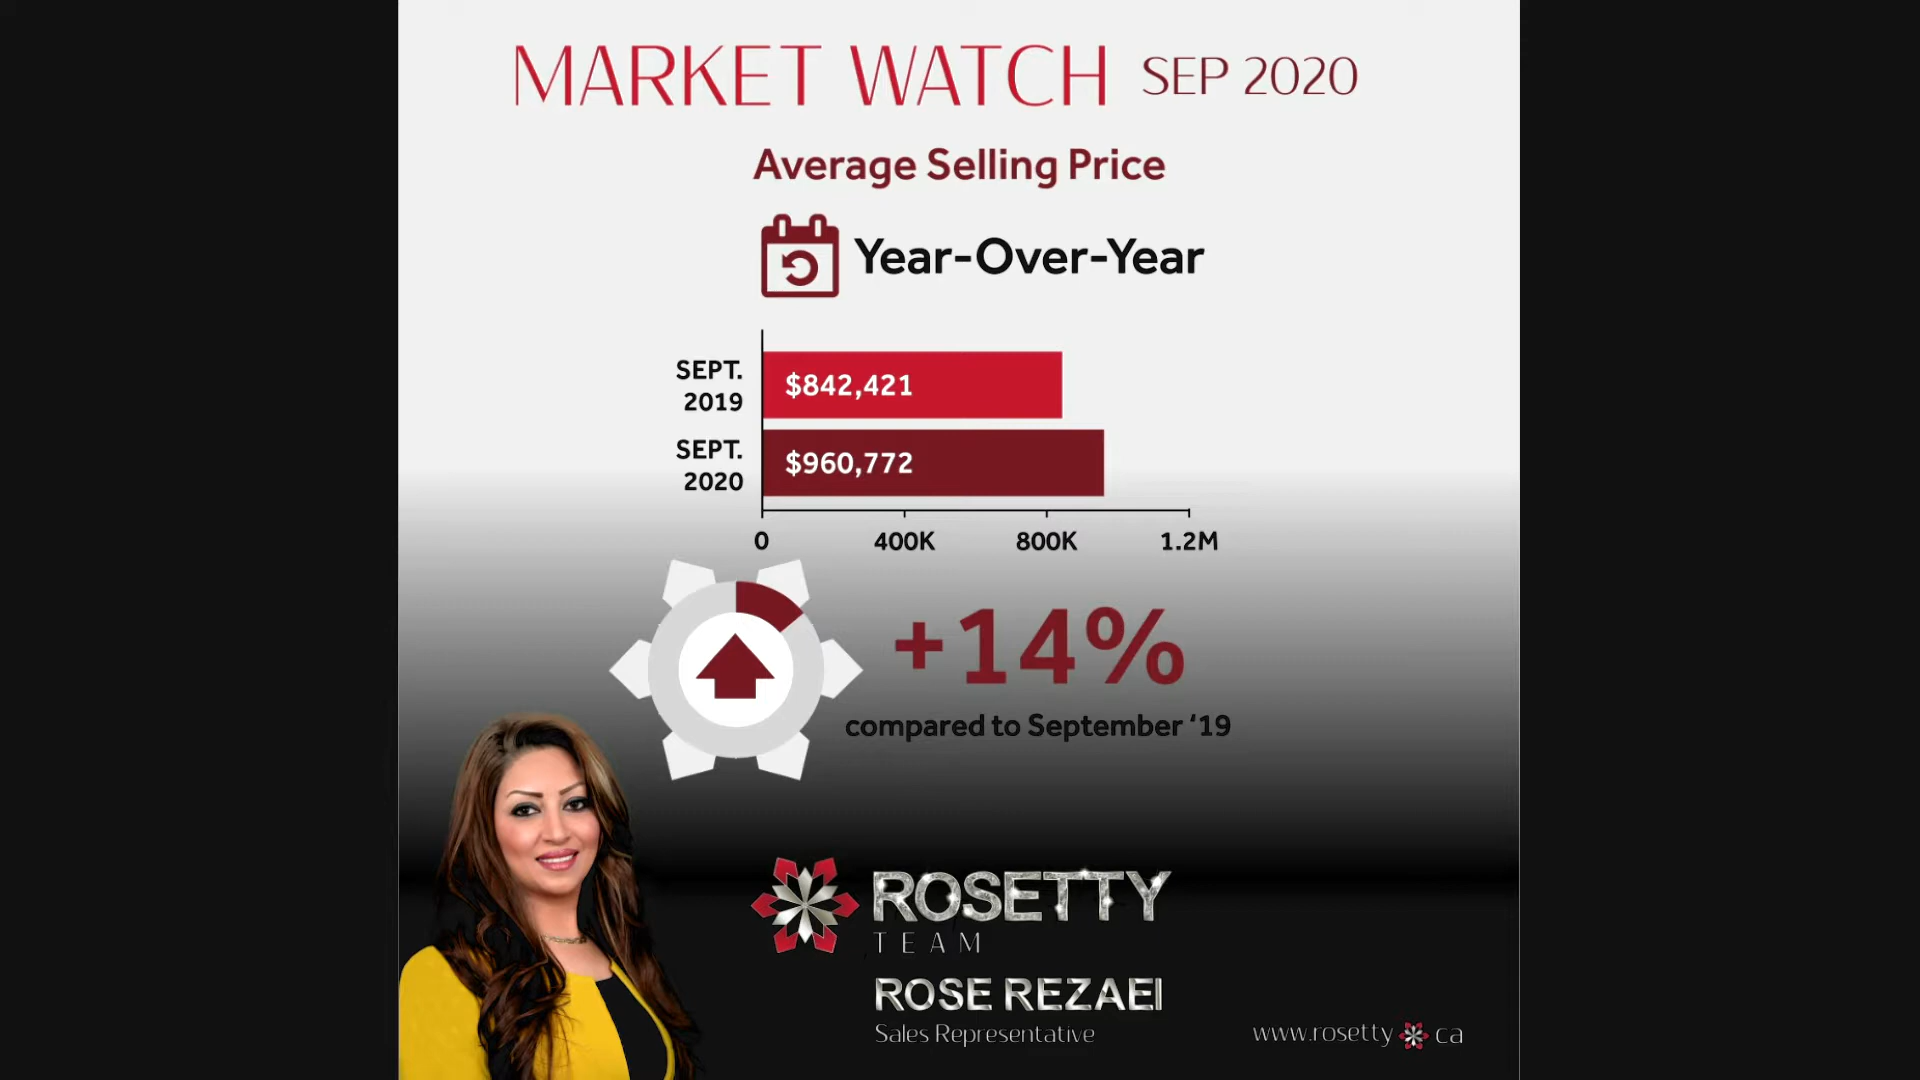 MARKET WATCH SEP 2020
Average Selling Price
Year-Over-Year
SEPT.
2019
$842,421
SEPT.
2020
$960,772
0 400K 800K 1.2M
+14%
compared to September ‘19
ROSETTY
TEAM
ROSE REZAEI
Sales Representative
www.rosetty ca